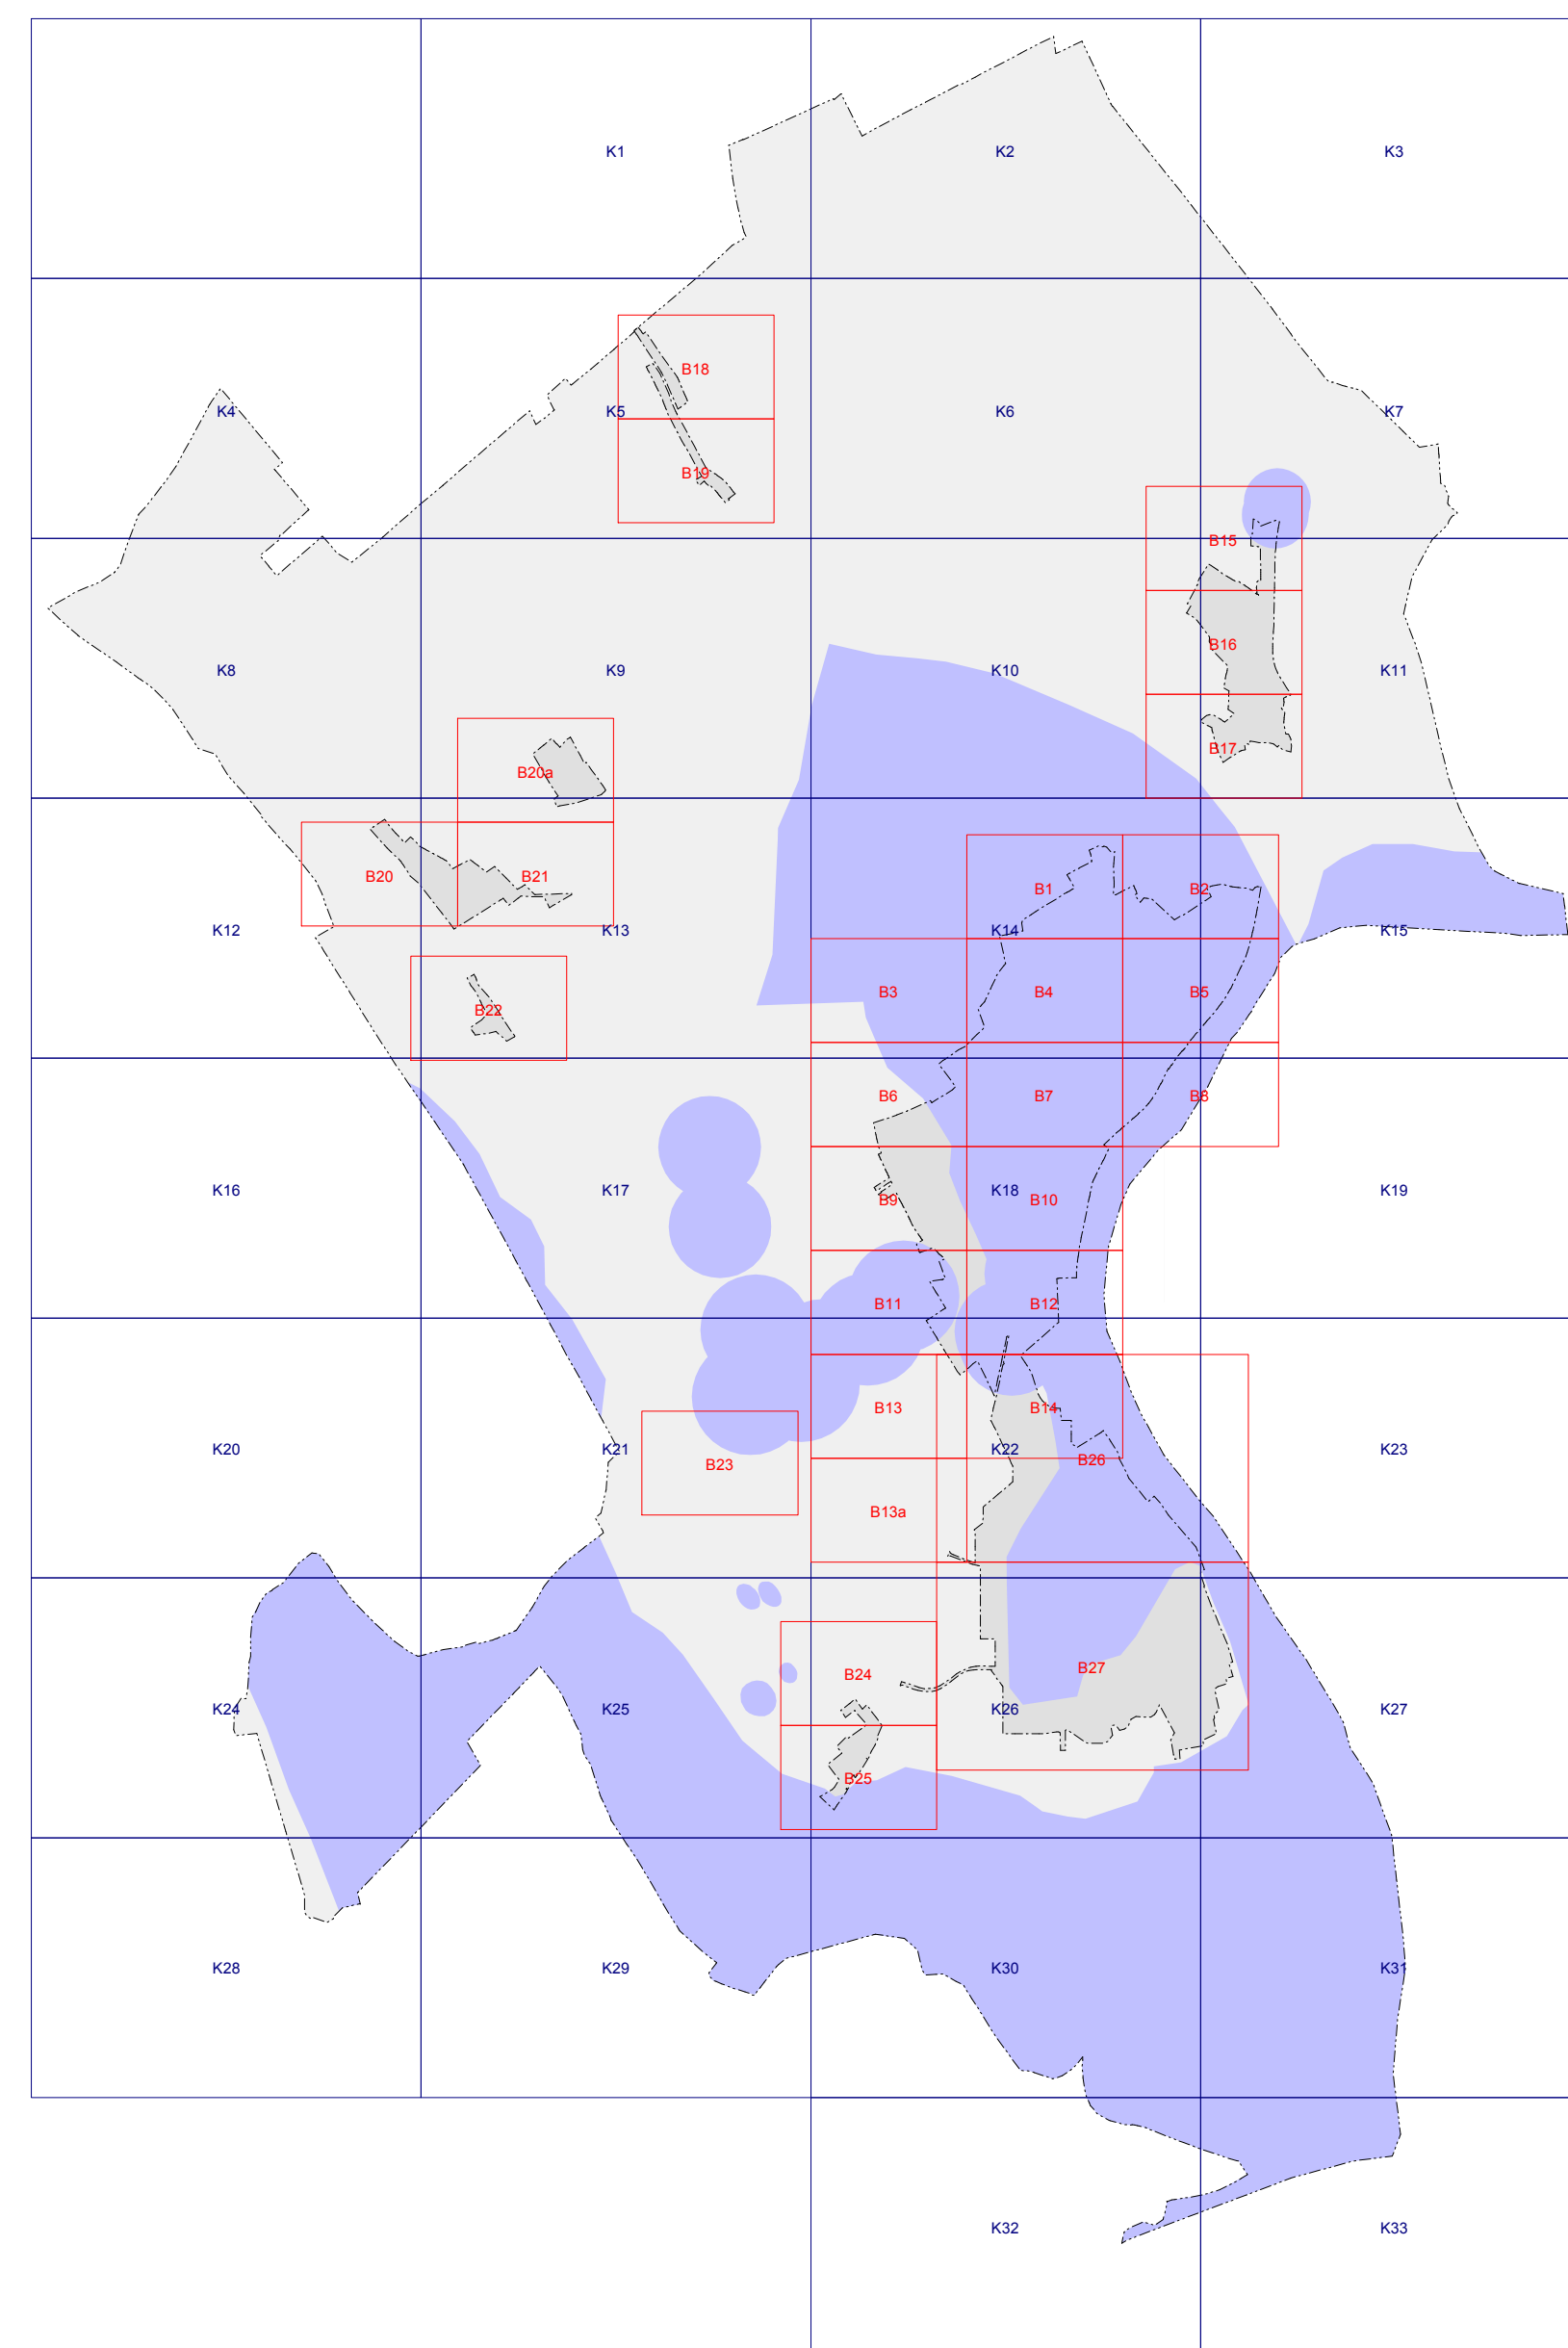 K1 K2 K3
B18
K4 K5 K6 K7
B19
B15
B16
K8 K9 K10 K11
B17
B20a
B20 B21
B1 B2
K12 K13 K14 K15
B3 B4 B5
B22
B6 B7 B8
K16 K17 K18 K19
B9 B10
B11 B12
B13 B14
K20 K21 K22 K23
B23 B26
B13a
B24 B27
K24 K25 K26 K27
B25
K28 K29 K30 K31
K32 K33